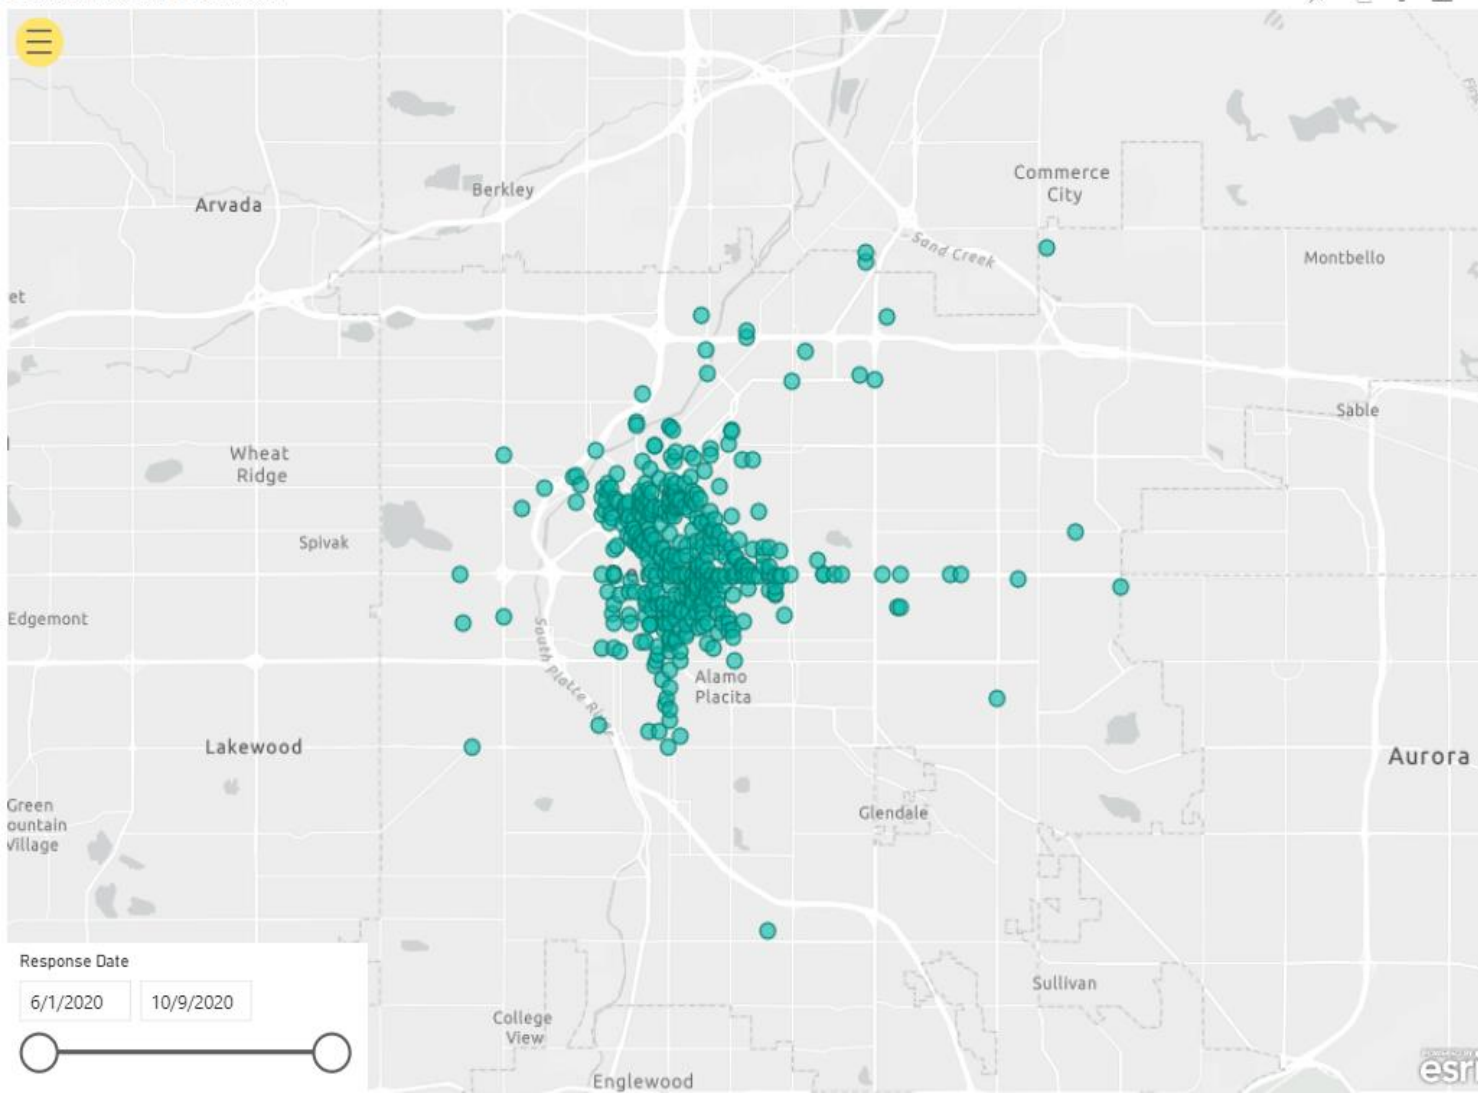 Commerce
City
Berkley
Arvada
Sand Creek
Montbello
et
Sable
Wheat
Ridge
Spivak
Edgemont
South Platte River
Alamo
Placita
Lakewood
Aurora
Green
ountain
Village
Glendale
Response Date
6/1/2020 10/9/2020
Sullivan
College
View
Englewood
esri